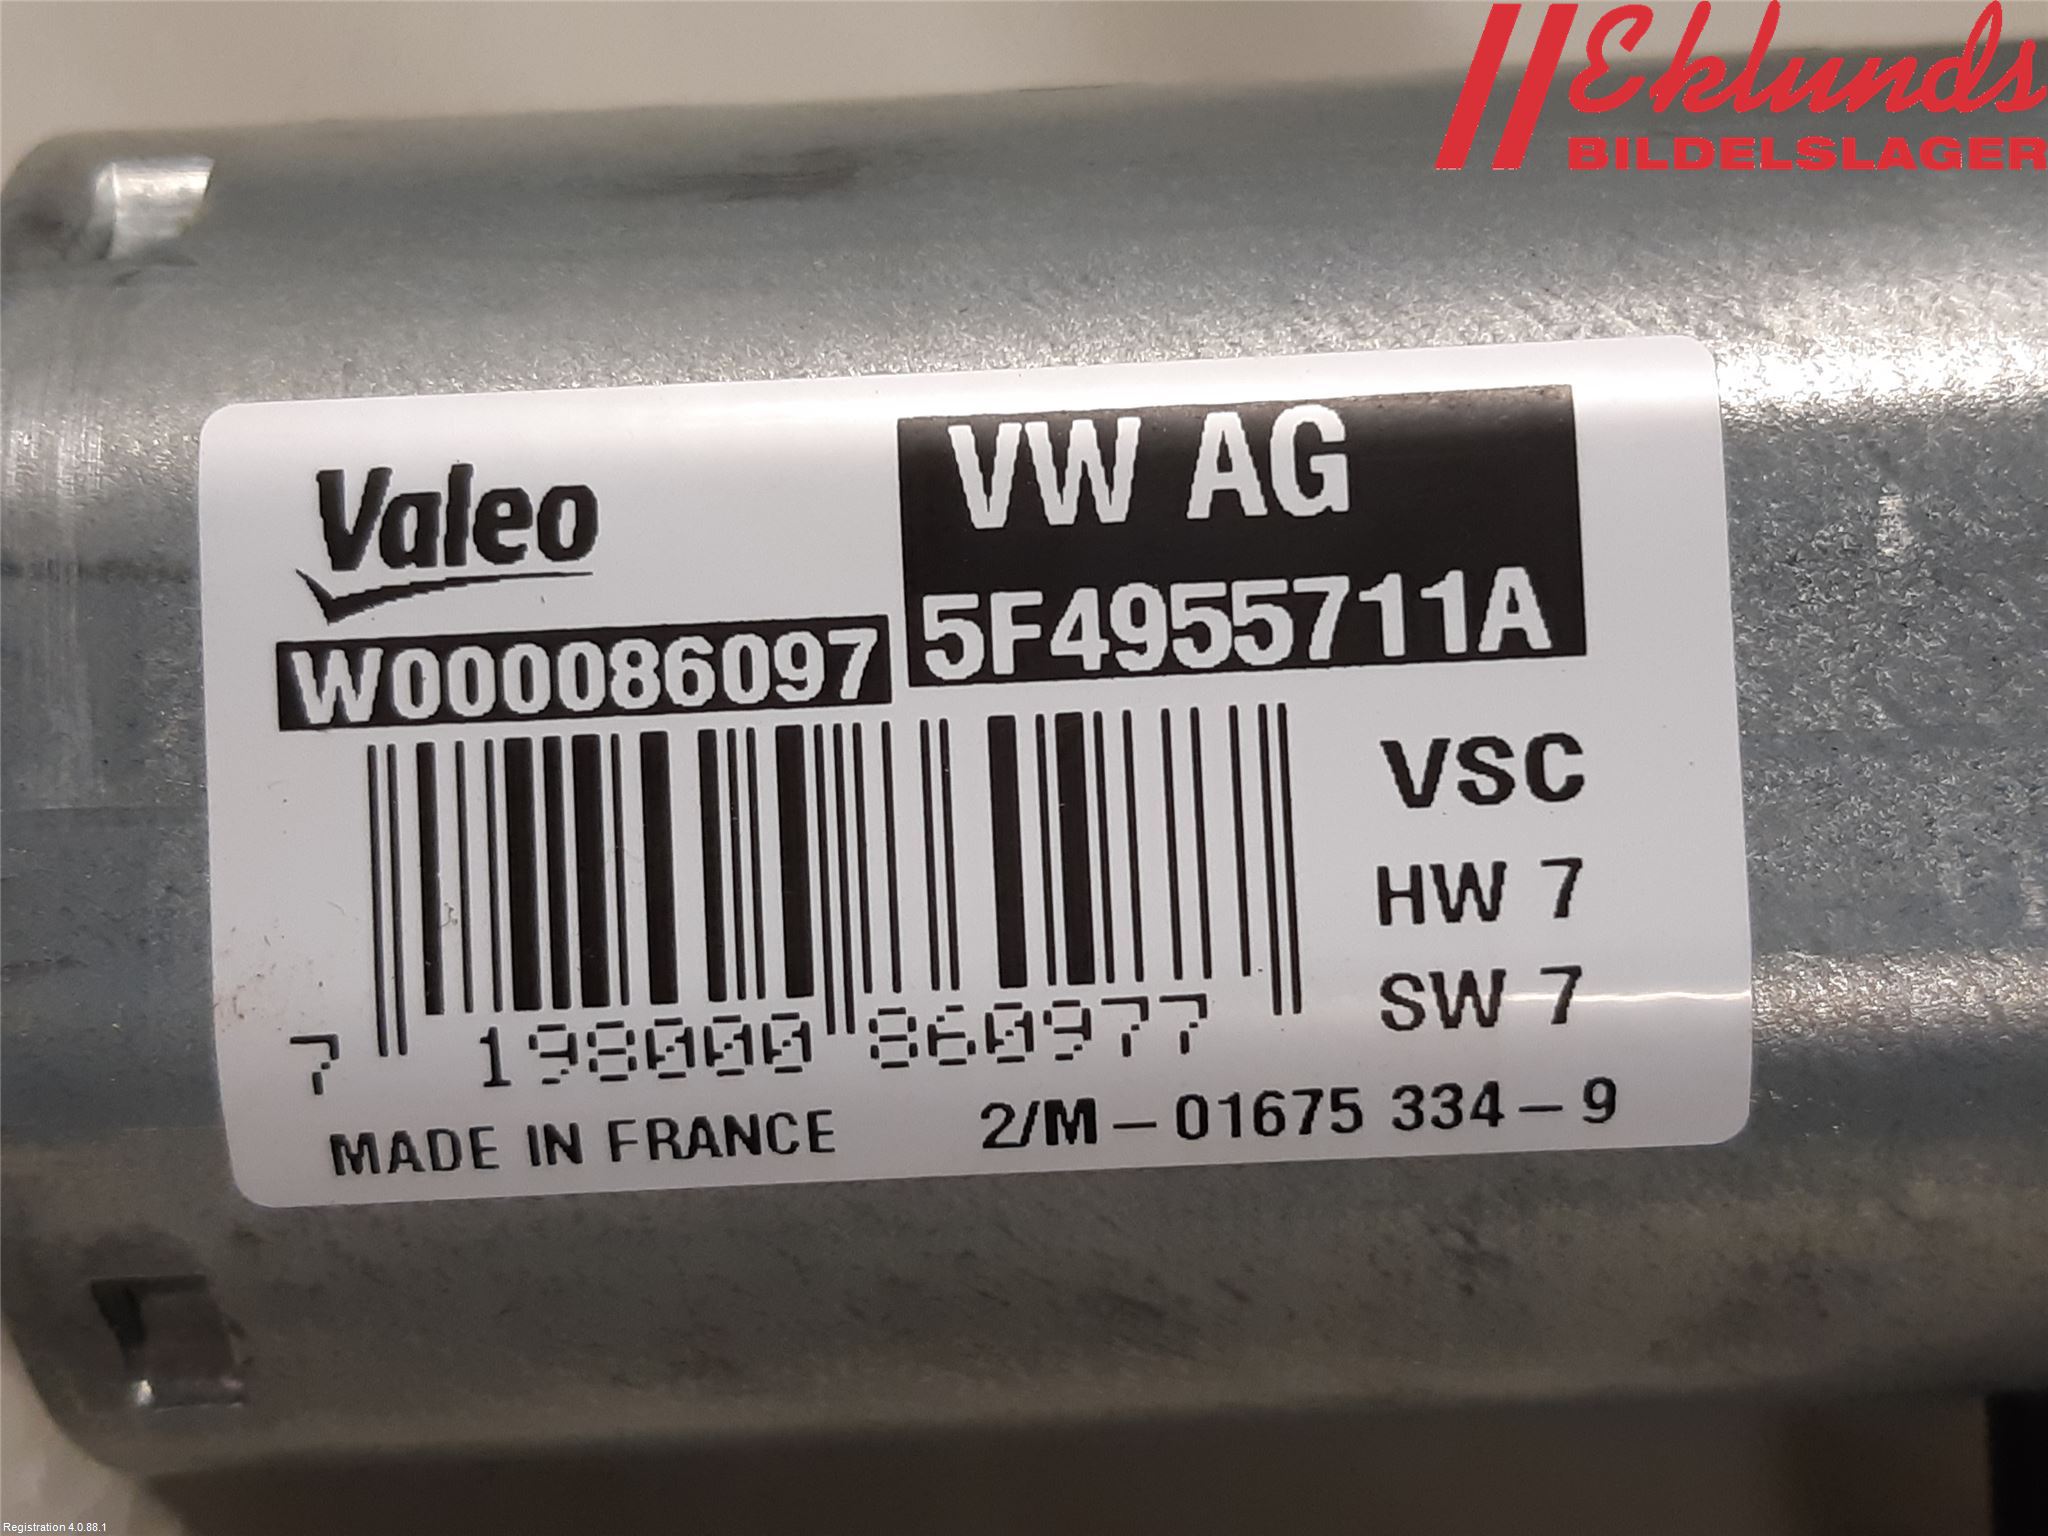 Eklunds
BILDELSLAGER
Valeo
VW AG
W000086097
5F4955711A
VSC
HW 7
SW 7
7 198000 860977
MADE IN FRANCE
2/M – 01675 334 – 9
Registration 4.0.88.1